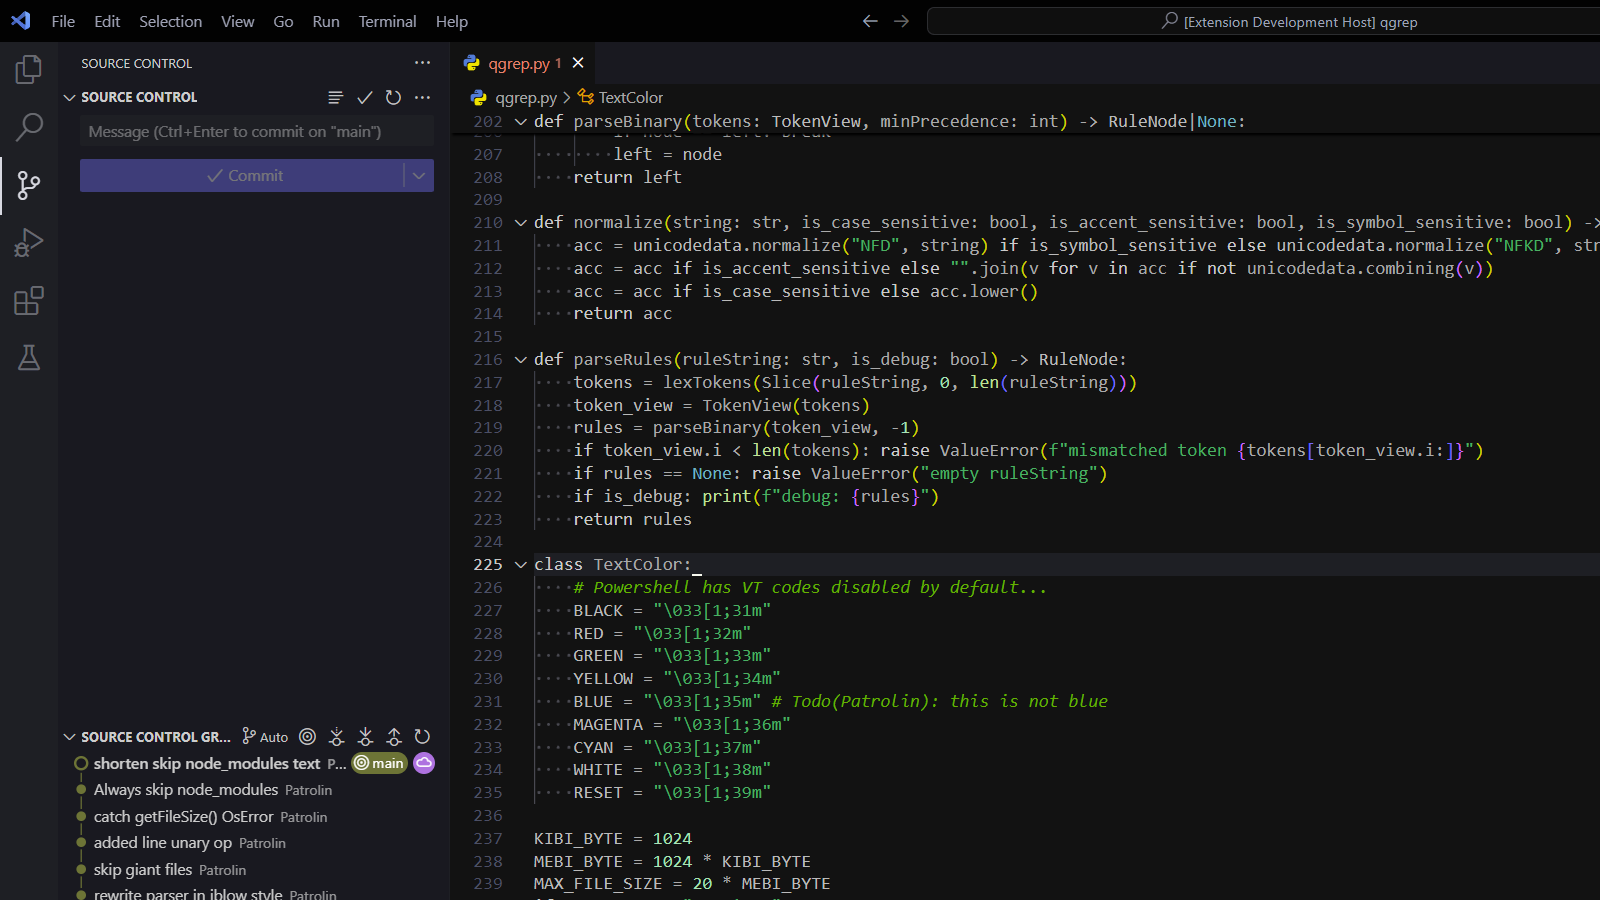 File Edit Selection View Go Run Terminal Help
[Extension Development Host] qgrep
SOURCE CONTROL
SOURCE CONTROL
Message (Ctrl+Enter to commit on "main")
Commit
SOURCE CONTROL GR... Auto
shorten skip node_modules text P... main
Always skip node_modules Patrolin
catch getFileSize() OsError Patrolin
added line unary op Patrolin
skip giant files Patrolin
rewrite parser in jblow style Patrolin
qgrep.py 1
qgrep.py > TextColor
202 def parseBinary(tokens: TokenView, minPrecedence: int) -> RuleNode|None:
207 ········left = node
208 ····return left
209
210 def normalize(string: str, is_case_sensitive: bool, is_accent_sensitive: bool, is_symbol_sensitive: bool) ->
211 ····acc = unicodedata.normalize("NFD", string) if is_symbol_sensitive else unicodedata.normalize("NFKD", str
212 ····acc = acc if is_accent_sensitive else "".join(v for v in acc if not unicodedata.combining(v))
213 ····acc = acc if is_case_sensitive else acc.lower()
214 ····return acc
215
216 def parseRules(ruleString: str, is_debug: bool) -> RuleNode:
217 ····tokens = lexTokens(Slice(ruleString, 0, len(ruleString)))
218 ····token_view = TokenView(tokens)
219 ····rules = parseBinary(token_view, -1)
220 ····if token_view.i < len(tokens): raise ValueError(f"mismatched token {tokens[token_view.i:]}")
221 ····if rules == None: raise ValueError("empty ruleString")
222 ····if is_debug: print(f"debug: {rules}")
223 ····return rules
224
225 class TextColor:
226 ····# Powershell has VT codes disabled by default...
227 ····BLACK = "\033[1;31m"
228 ····RED = "\033[1;32m"
229 ····GREEN = "\033[1;33m"
230 ····YELLOW = "\033[1;34m"
231 ····BLUE = "\033[1;35m" # Todo(Patrolin): this is not blue
232 ····MAGENTA = "\033[1;36m"
233 ····CYAN = "\033[1;37m"
234 ····WHITE = "\033[1;38m"
235 ····RESET = "\033[1;39m"
236
237 KIBI_BYTE = 1024
238 MEBI_BYTE = 1024 * KIBI_BYTE
239 MAX_FILE_SIZE = 20 * MEBI_BYTE